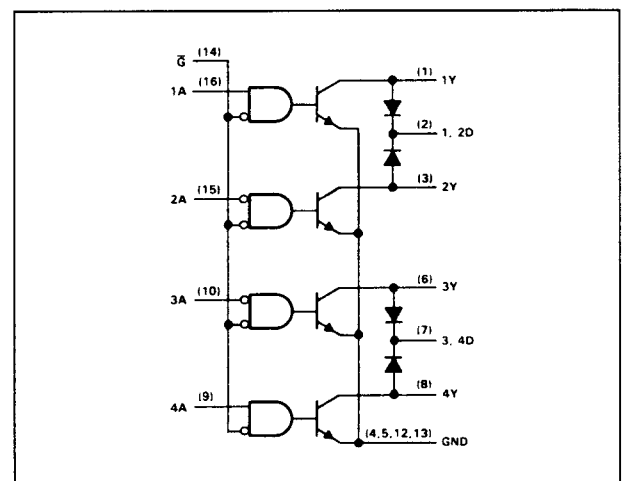 G̅ (14)
1A (16)
(1) 1Y
(2) 1, 2D
(3) 2Y
2A (15)
3A (10)
(6) 3Y
(7) 3, 4D
(8) 4Y
4A (9)
(4,5,12,13) GND